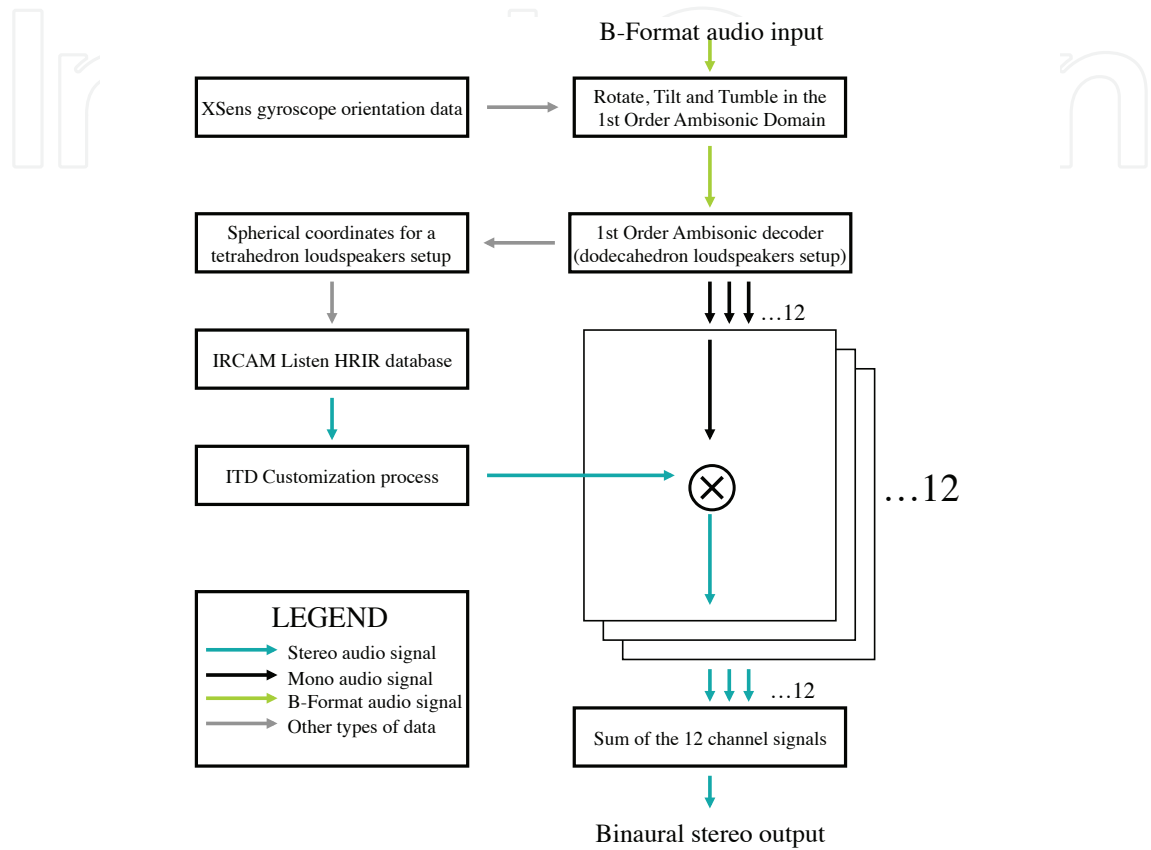 B-Format audio input
XSens gyroscope orientation data
Rotate, Tilt and Tumble in the
1st Order Ambisonic Domain
Spherical coordinates for a
tetrahedron loudspeakers setup
1st Order Ambisonic decoder
(dodecahedron loudspeakers setup)
…12
IRCAM Listen HRIR database
ITD Customization process
…12
LEGEND
Stereo audio signal
Mono audio signal
B-Format audio signal
Other types of data
…12
Sum of the 12 channel signals
Binaural stereo output